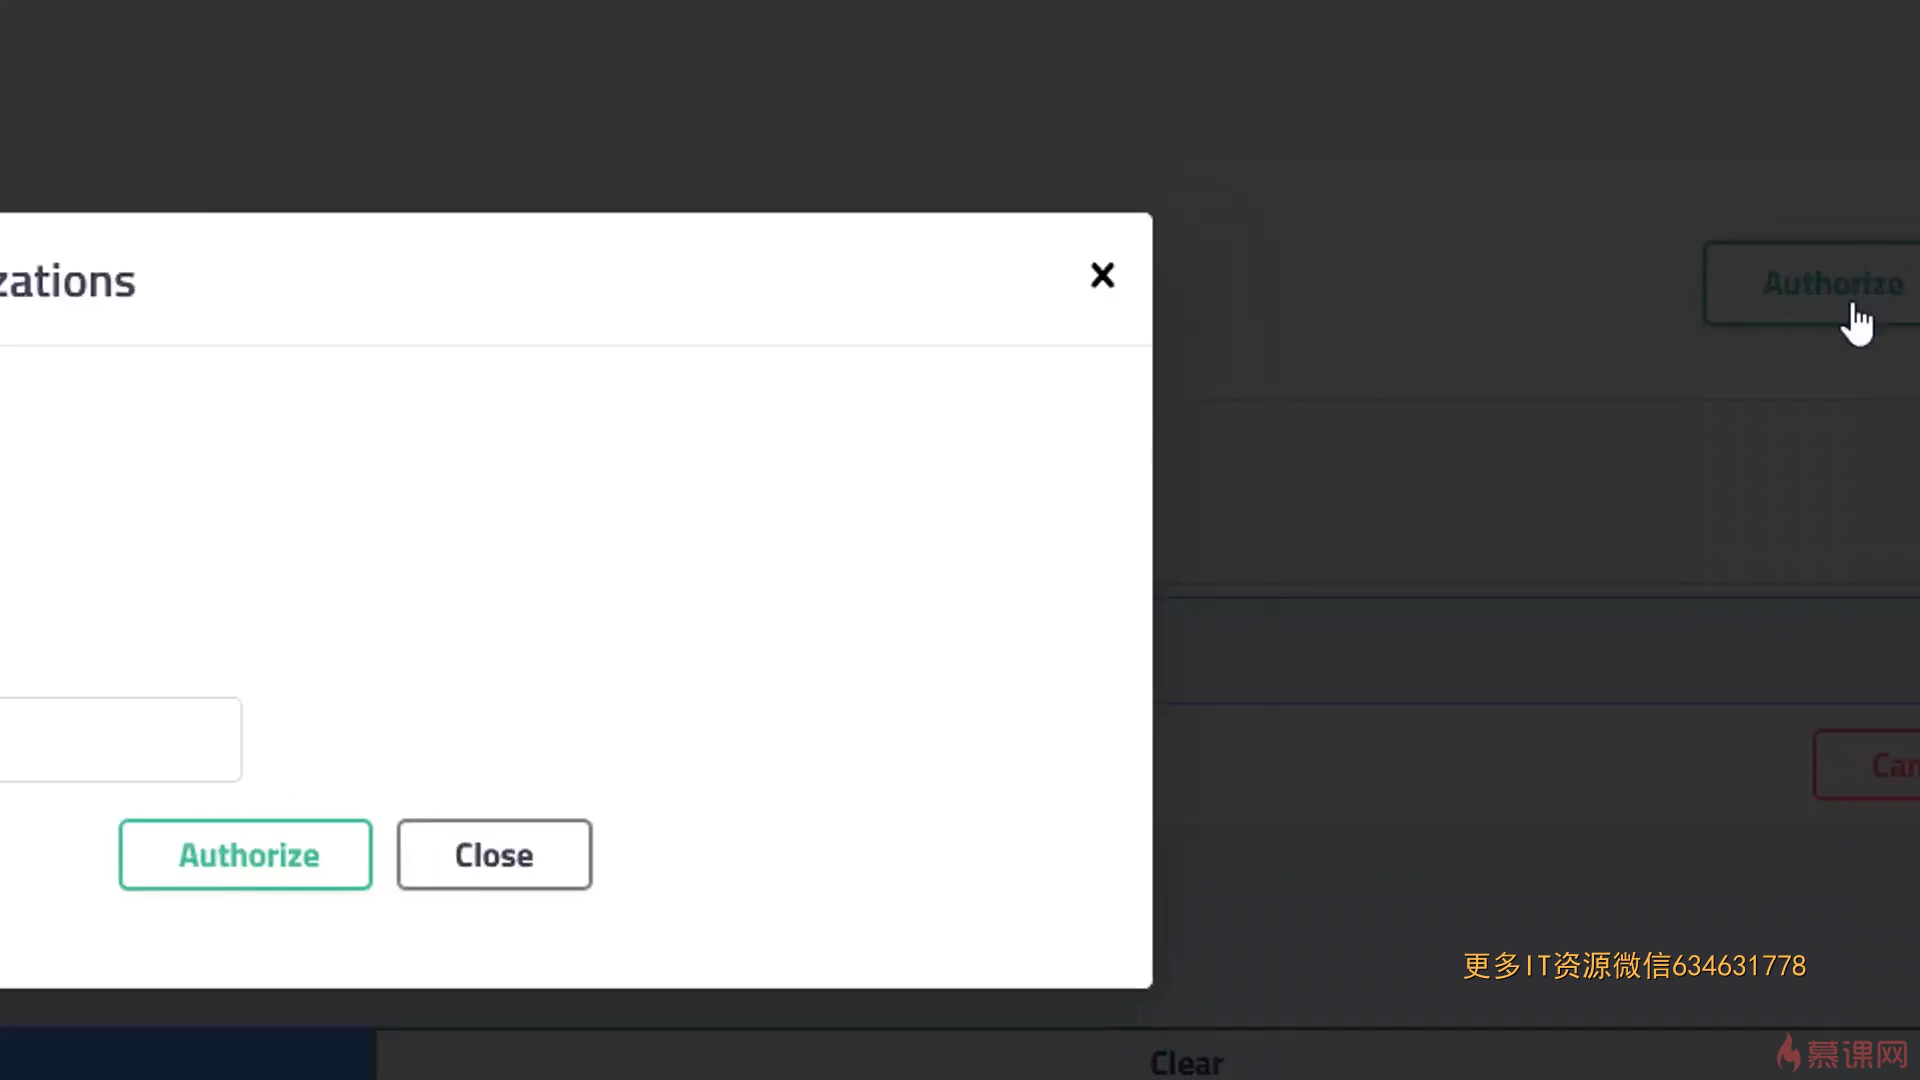 zations
Authorize
Can
Authorize
Close
更多IT资源微信634631778
Clear
慕课网